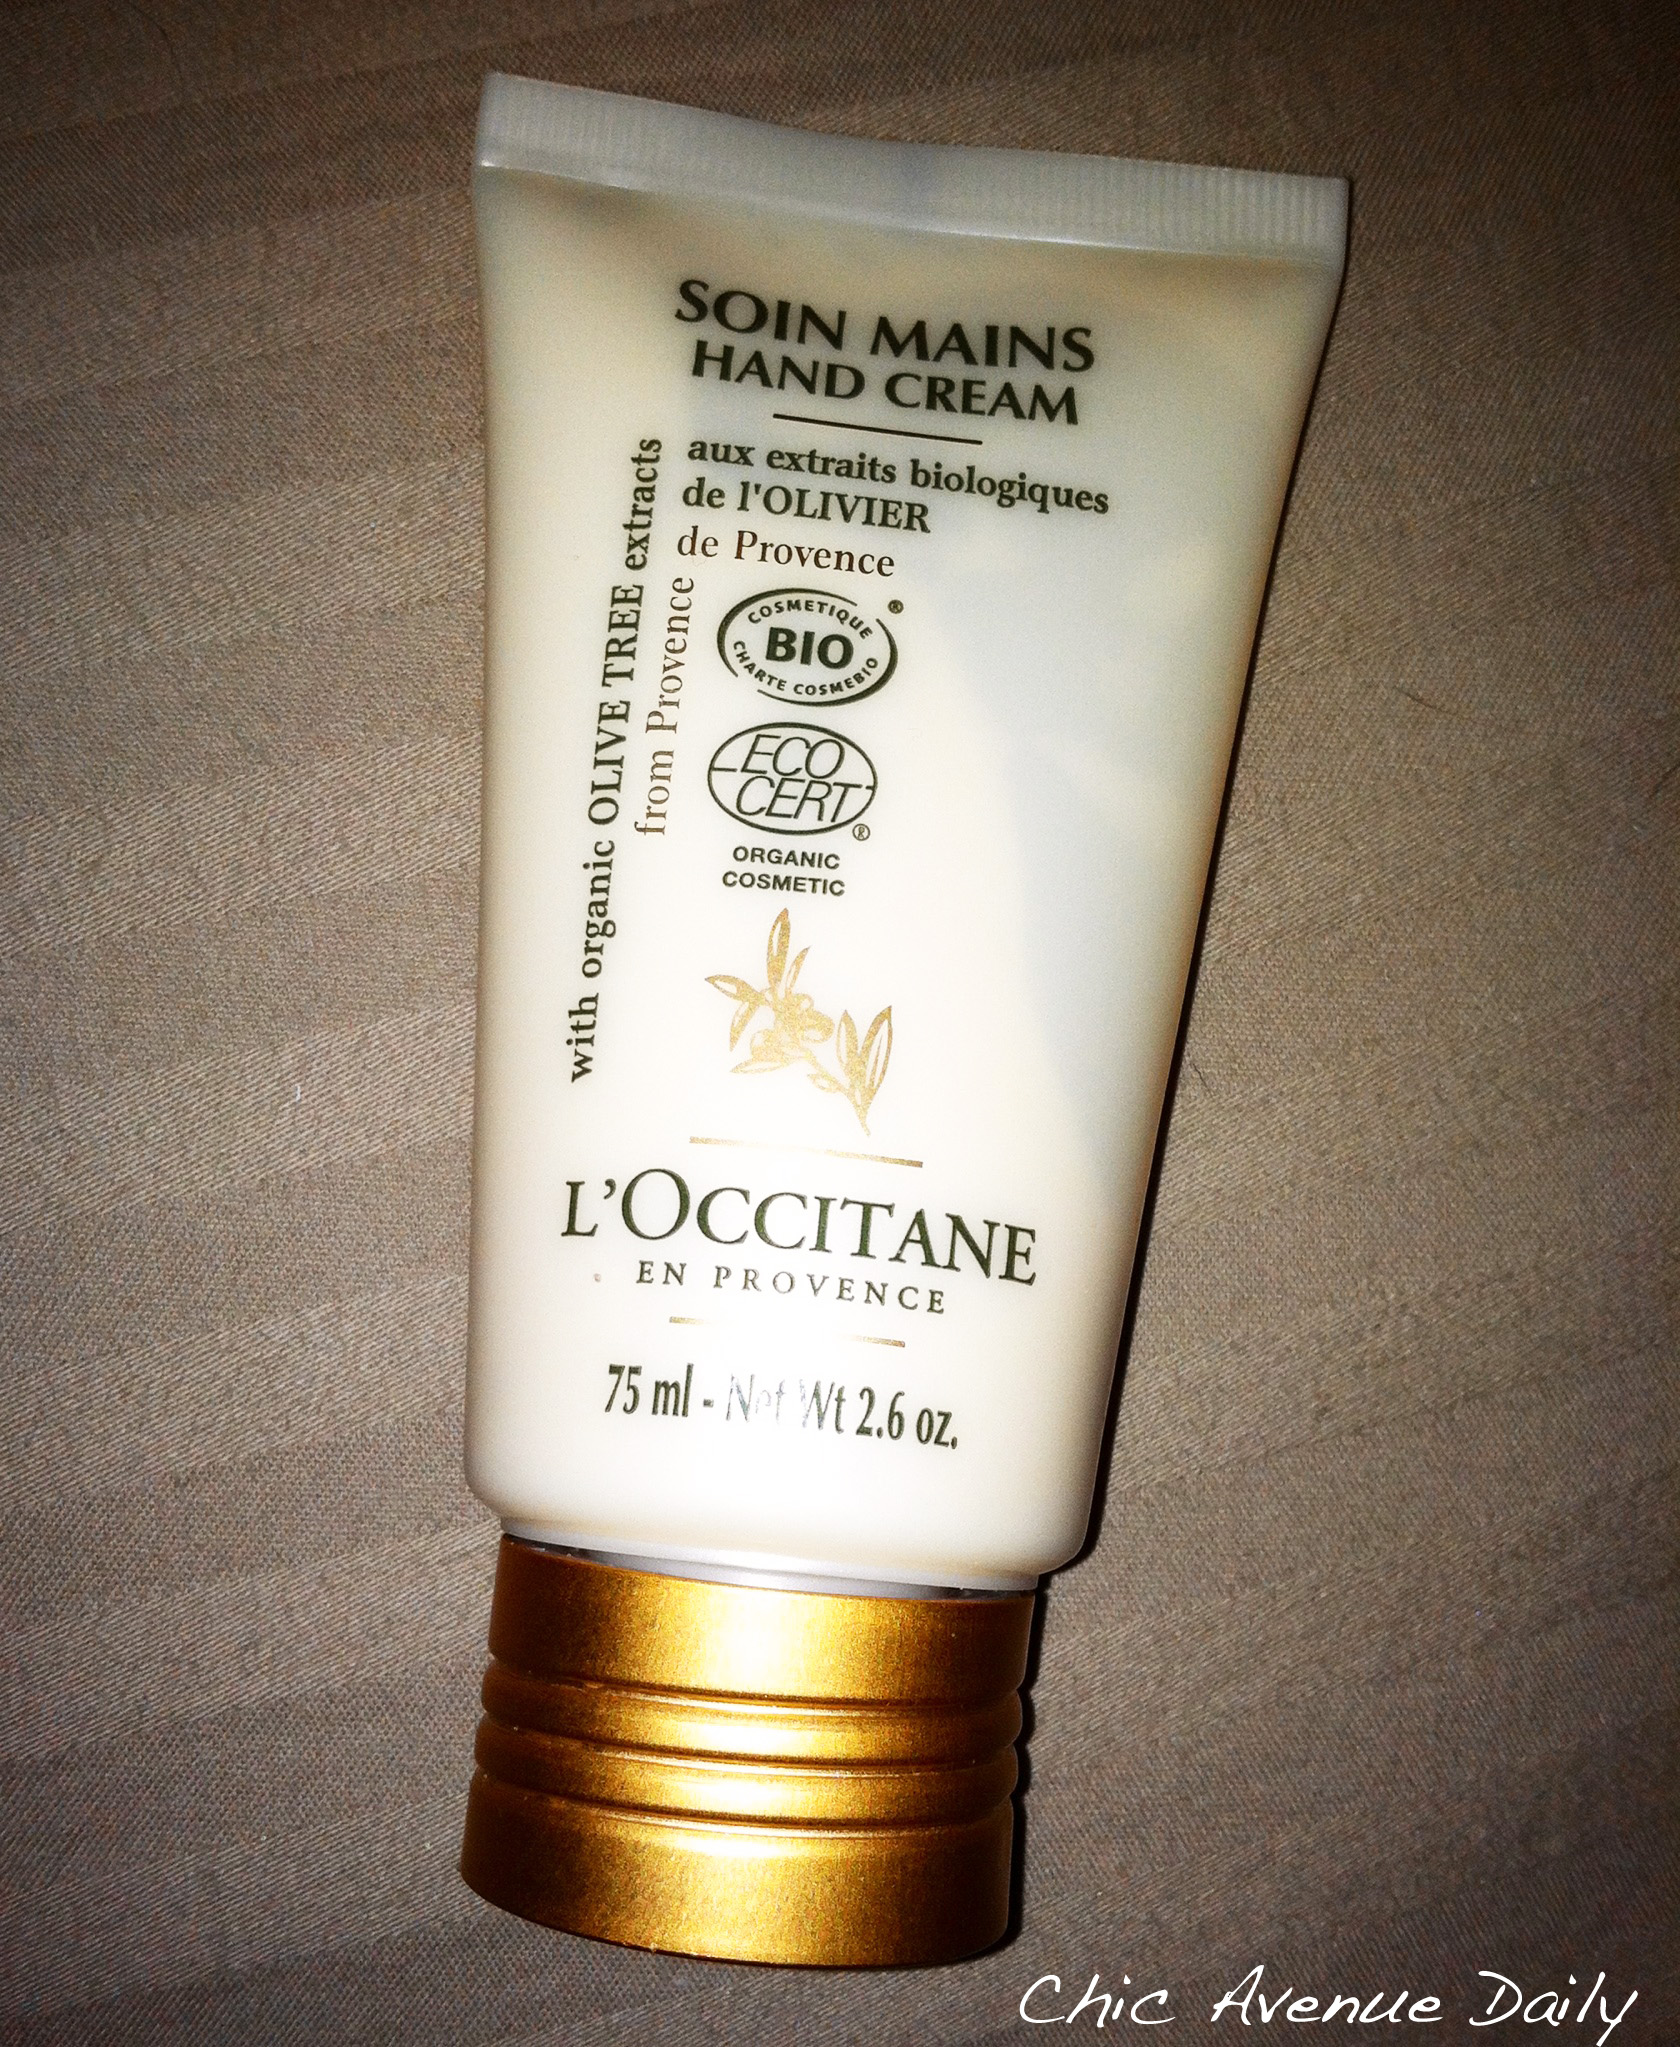 SOIN MAINS
HAND CREAM
aux extraits biologiques
de l'OLIVIER
de Provence
with organic OLIVE TREE extracts
from Provence
COSMETIQUE
BIO
CHARTE COSMEBIO
®
ECO
CERT
®
ORGANIC
COSMETIC
L'OCCITANE
EN PROVENCE
75 ml - Net Wt 2.6 oz.
Chic Avenue Daily